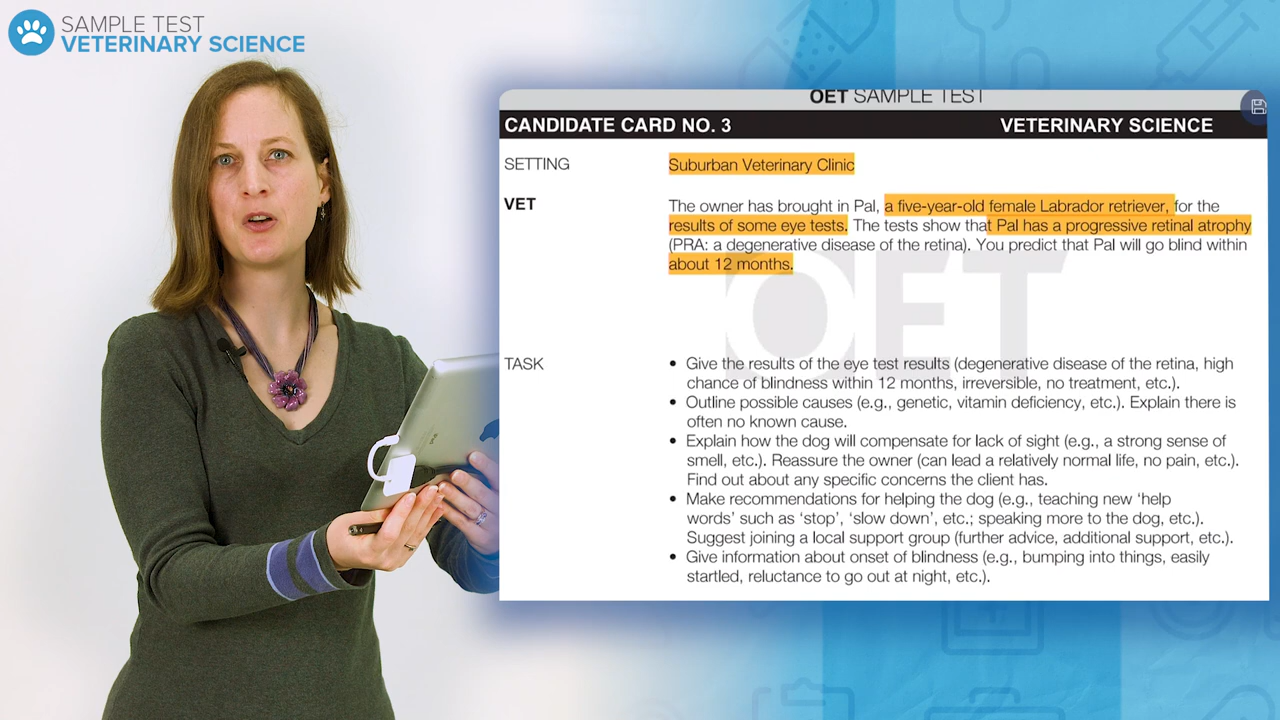 SAMPLE TEST
VETERINARY SCIENCE
OET SAMPLE TEST
CANDIDATE CARD NO. 3 VETERINARY SCIENCE
SETTING Suburban Veterinary Clinic
VET The owner has brought in Pal, a five-year-old female Labrador retriever, for the
results of some eye tests. The tests show that Pal has a progressive retinal atrophy
(PRA: a degenerative disease of the retina). You predict that Pal will go blind within
about 12 months.
OET
TASK • Give the results of the eye test results (degenerative disease of the retina, high
chance of blindness within 12 months, irreversible, no treatment, etc.).
• Outline possible causes (e.g., genetic, vitamin deficiency, etc.). Explain there is
often no known cause.
• Explain how the dog will compensate for lack of sight (e.g., a strong sense of
smell, etc.). Reassure the owner (can lead a relatively normal life, no pain, etc.).
Find out about any specific concerns the client has.
• Make recommendations for helping the dog (e.g., teaching new ‘help
words’ such as ‘stop’, ‘slow down’, etc.; speaking more to the dog, etc.).
Suggest joining a local support group (further advice, additional support, etc.).
• Give information about onset of blindness (e.g., bumping into things, easily
startled, reluctance to go out at night, etc.).